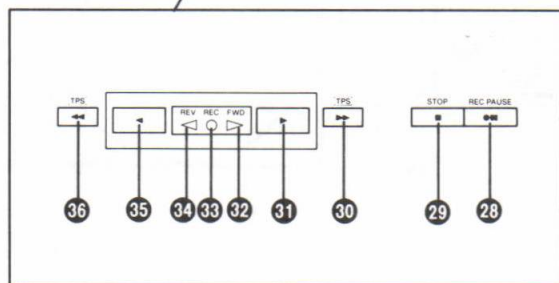 TPS TPS STOP REC PAUSE
REV REC FWD
36 35 34 33 32 31 30 29 28